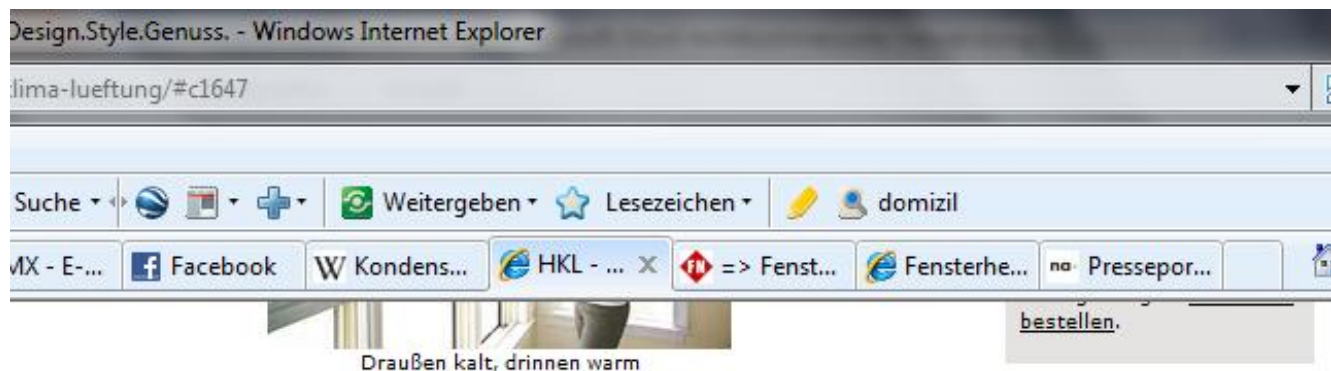 Design.Style.Genuss. - Windows Internet Explorer
lima-lueftung/#c1647
Suche Weitergeben Lesezeichen domizil
MX - E-... Facebook W Kondens... HKL - ... X => Fenst... Fensterhe... na Pressepor...
bestellen.
Draußen kalt, drinnen warm